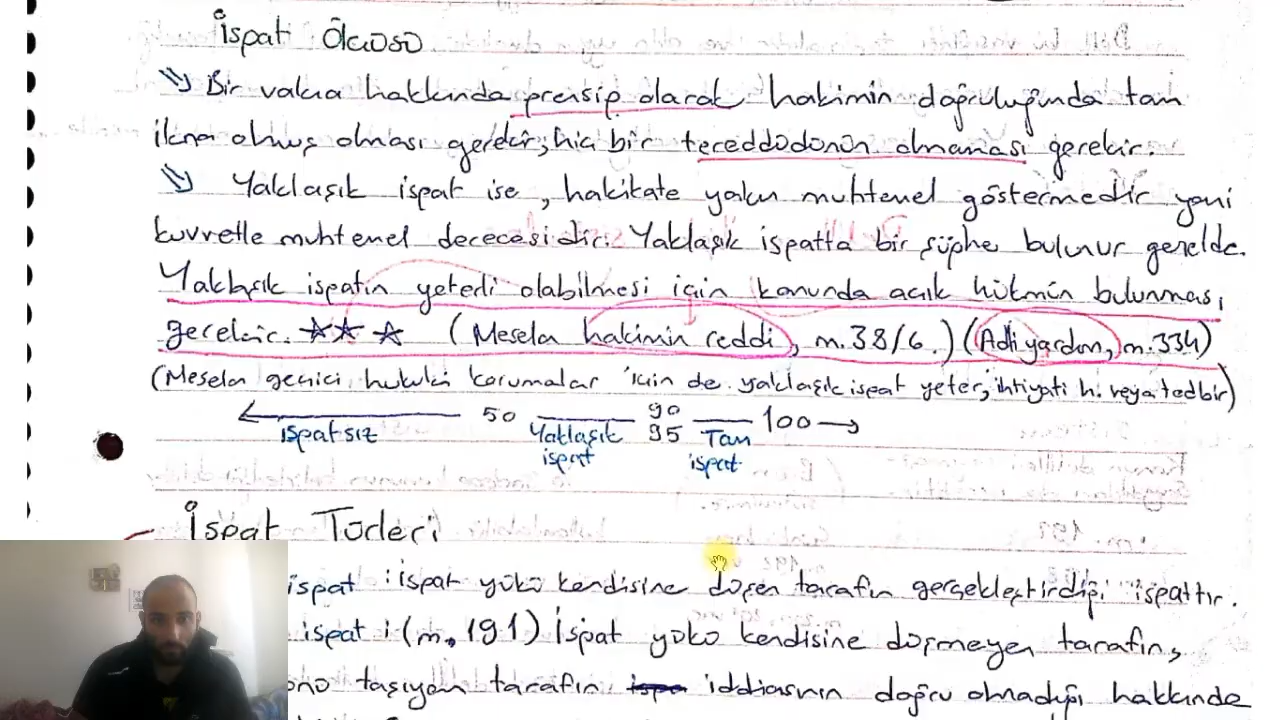 İspat Ölçüsü
Bir vakıa hakkında prensip olarak hakimin doğruluğunda tam
ikna olmuş olması gerekir, hiç bir tereddüdünün olmaması gerekir.
Yaklaşık ispat ise, hakikate yakın muhtemel göstermedir yani
kuvvetle muhtemel derecesidir. Yaklaşık ispatta bir şüphe bulunur genelde.
Yaklaşık ispatın yeterli olabilmesi için kanunda açık hükmün bulunması
gerekir. ☆☆☆ (Mesela hakimin reddi, m.38/6.) (Adli yardım, m.334)
(Mesela geçici hukuki korumalar için de yaklaşık ispat yeter, ihtiyati h. veya tedbir)
50 90 100
ispatsız Yaklaşık 95 Tam
ispat ispat
İspat Türleri
ispat : ispat yükü kendisine düşen tarafın gerçekleştirdiği ispattır.
ispat : (m. 191) İspat yükü kendisine düşmeyen tarafın,
taşıyan tarafın iddiasının doğru olmadığı hakkında